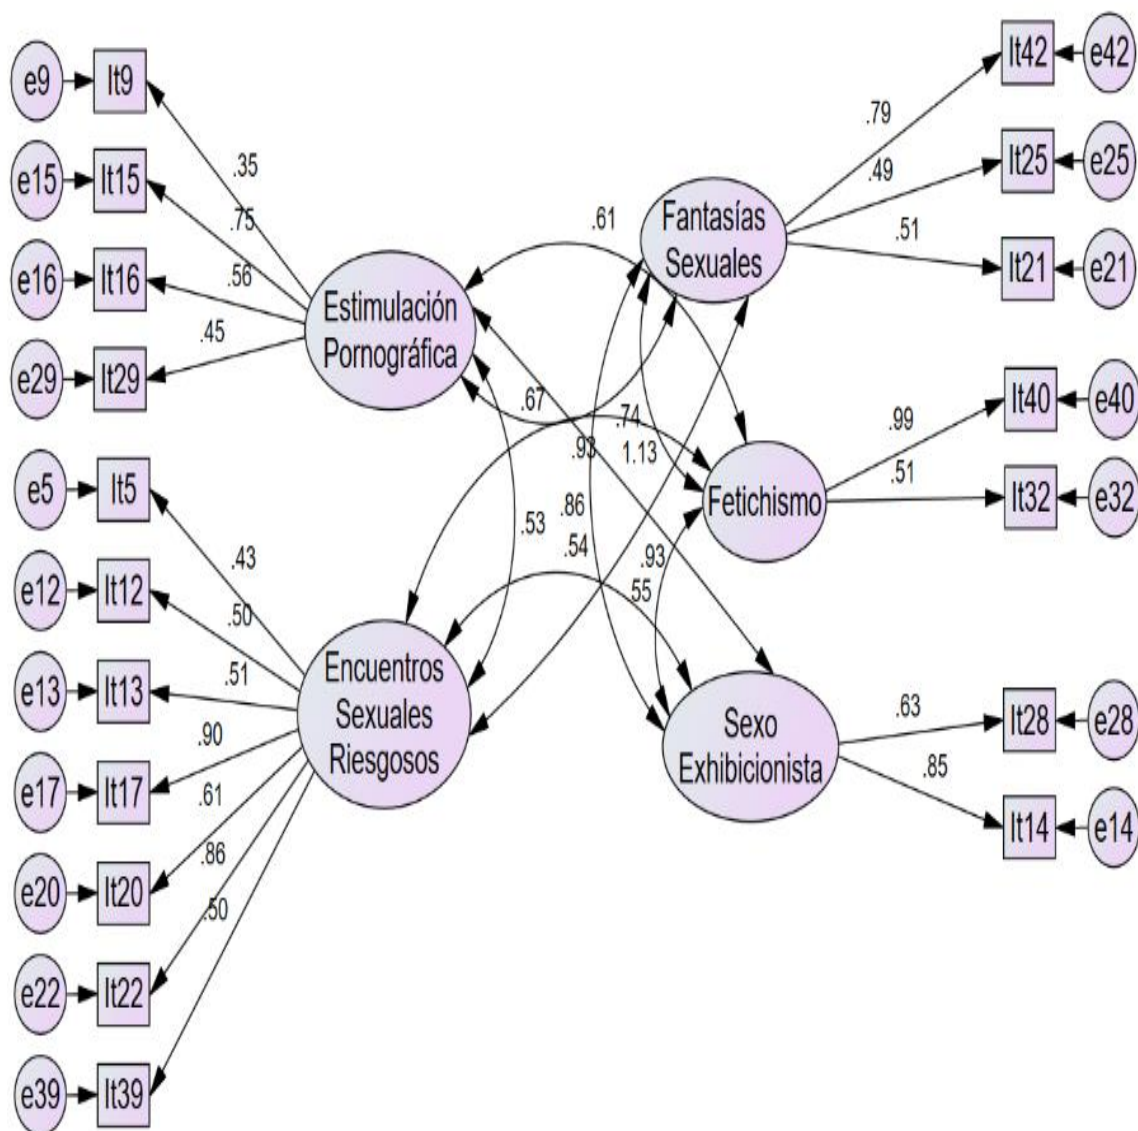 e9 It9
e15 It15
e16 It16
e29 It29
.35
.75
.56
.45
Estimulación
Pornográfica
e5 It5
e12 It12
e13 It13
e17 It17
e20 It20
e22 It22
e39 It39
.43
.50
.51
.90
.61
.86
.50
Encuentros
Sexuales
Riesgosos
.61
.67
.74
.93
1.13
.53
.86
.54
.93
.55
Fantasías
Sexuales
.79
.49
.51
It42 e42
It25 e25
It21 e21
Fetichismo
.99
.51
It40 e40
It32 e32
Sexo
Exhibicionista
.63
.85
It28 e28
It14 e14